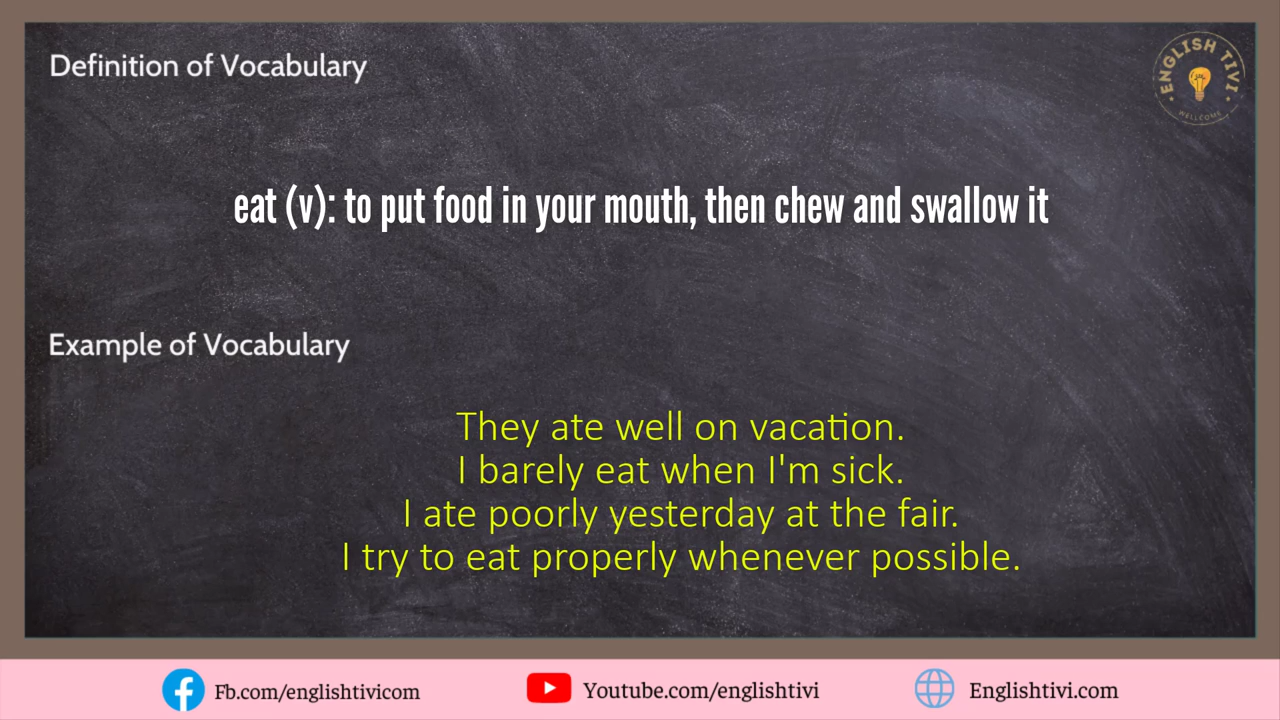 Definition of Vocabulary
ENGLISH TIVI
WELLCOME
eat (v): to put food in your mouth, then chew and swallow it
Example of Vocabulary
They ate well on vacation.
I barely eat when I'm sick.
I ate poorly yesterday at the fair.
I try to eat properly whenever possible.
Fb.com/englishtivicom
Youtube.com/englishtivi
Englishtivi.com